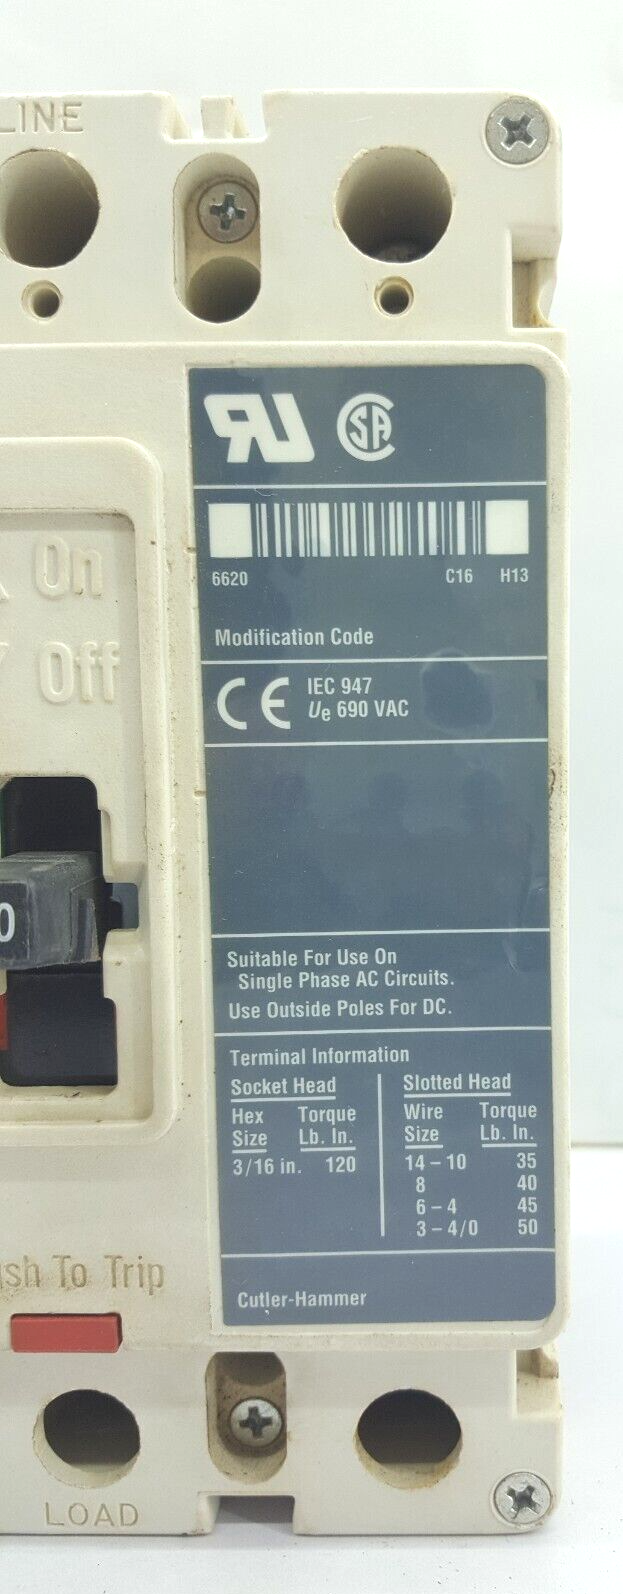 LINE
On
Off
0
6620 C16 H13
Modification Code
CE IEC 947
Ue 690 VAC
Suitable For Use On
Single Phase AC Circuits.
Use Outside Poles For DC.
Terminal Information
Socket Head
Hex Torque
Size Lb. In.
3/16 in. 120
Slotted Head
Wire Torque
Size Lb. In.
14 – 10 35
8 40
6 – 4 45
3 – 4/0 50
To Trip
Cutler-Hammer
LOAD